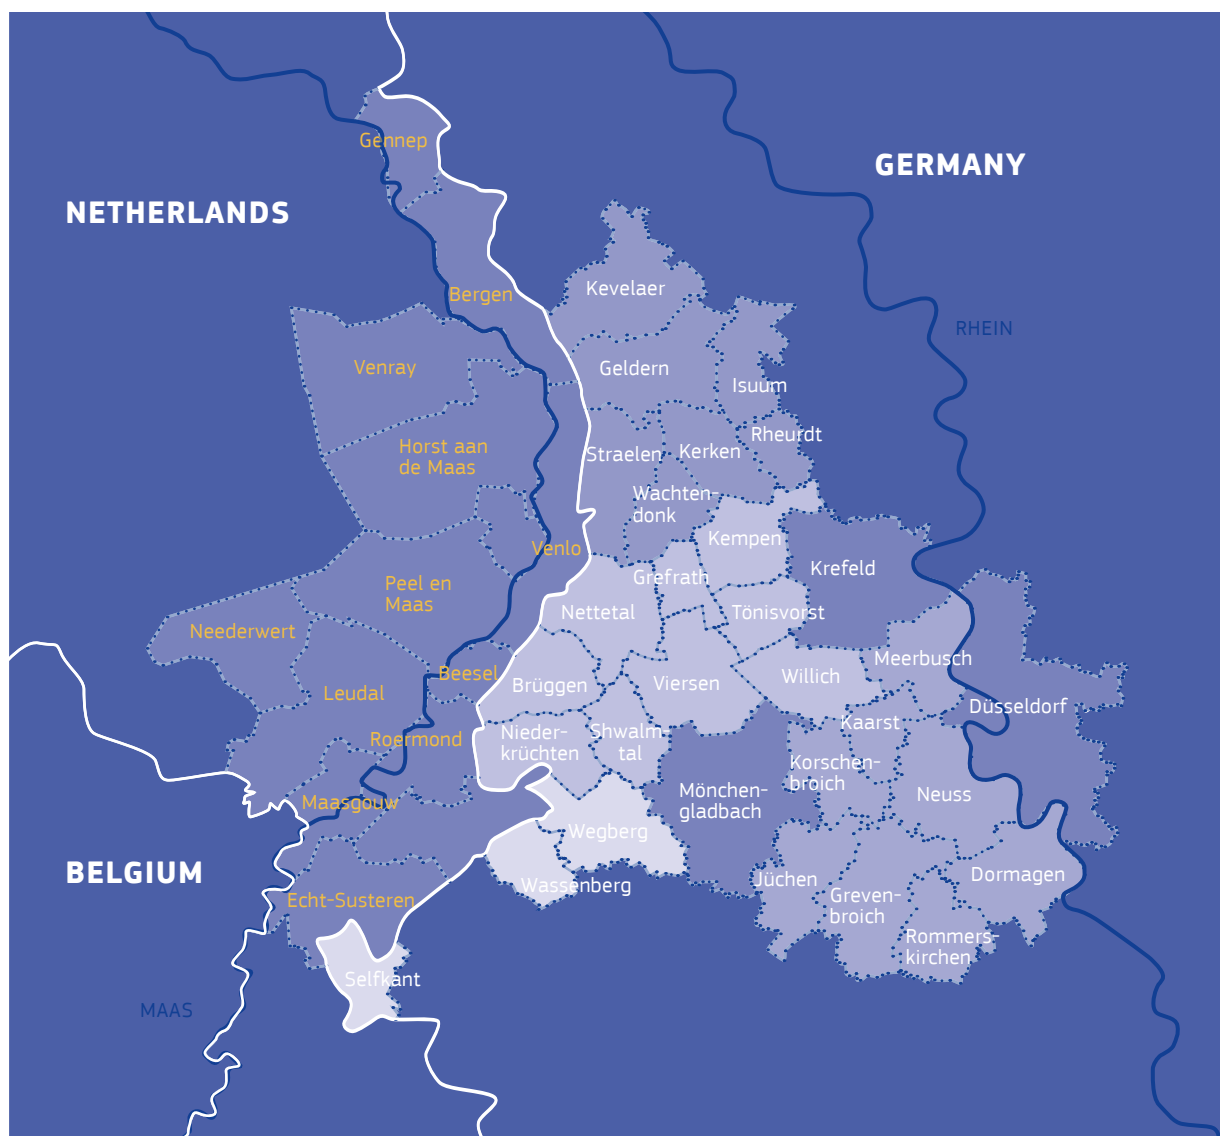 Gennep
GERMANY
NETHERLANDS
Kevelaer
Bergen
RHEIN
Venray
Geldern
Isuum
Horst aan
de Maas
Straelen
Kerken
Rheurdt
Wachten-
donk
Kempen
Venlo
Krefeld
Grefrath
Peel en
Maas
Nettetal
Tönisvorst
Neederwert
Beesel
Brüggen
Viersen
Willich
Meerbusch
Leudal
Düsseldorf
Roermond
Nieder-
krüchten
Shwalm-
tal
Kaarst
Korschen-
broich
Mönchen-
gladbach
Neuss
Maasgouw
Wegberg
BELGIUM
Wassenberg
Jüchen
Dormagen
Echt-Susteren
Greven-
broich
Rommers-
kirchen
Selfkant
MAAS